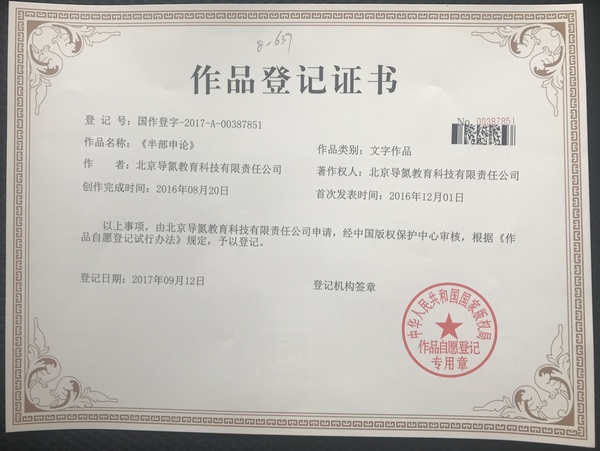 8-637
作品登记证书
No. 00387851
登 记 号：国作登字-2017-A-00387851
作品名称：《半部申论》
作品类别：文字作品
作 者：北京导氮教育科技有限责任公司
著作权人：北京导氮教育科技有限责任公司
创作完成时间：2016年08月20日
首次发表时间：2016年12月01日
以上事项，由北京导氮教育科技有限责任公司申请，经中国版权保护中心审核，根据《作
品自愿登记试行办法》规定，予以登记。
登记日期：2017年09月12日
登记机构签章
中华人民共和国国家版权局
作品自愿登记
专用章